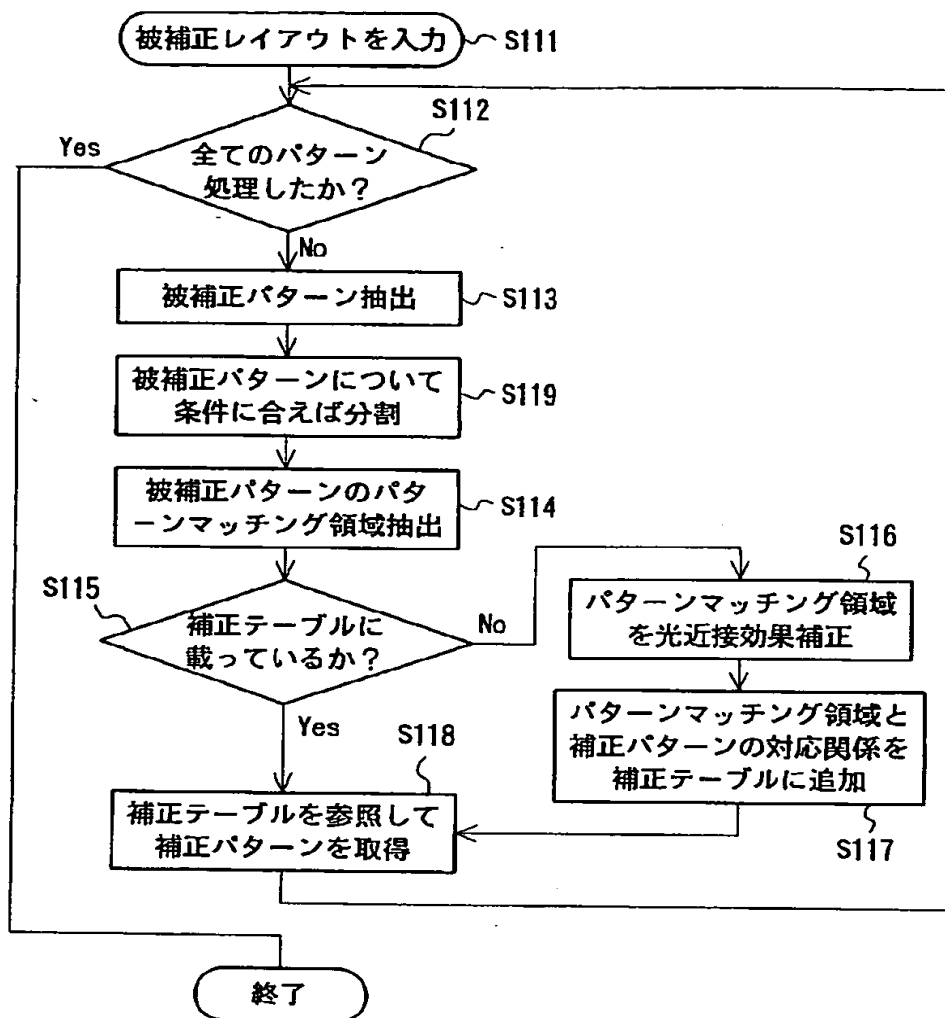 被補正レイアウトを入力
S111
S112
Yes
全てのパターン
処理したか？
No
被補正パターン抽出
S113
被補正パターンについて
条件に合えば分割
S119
被補正パターンのパタ
ーンマッチング領域抽出
S114
S115
補正テーブルに
載っているか？
No
Yes
S116
パターンマッチング領域
を光近接効果補正
パターンマッチング領域と
補正パターンの対応関係を
補正テーブルに追加
S117
S118
補正テーブルを参照して
補正パターンを取得
終了